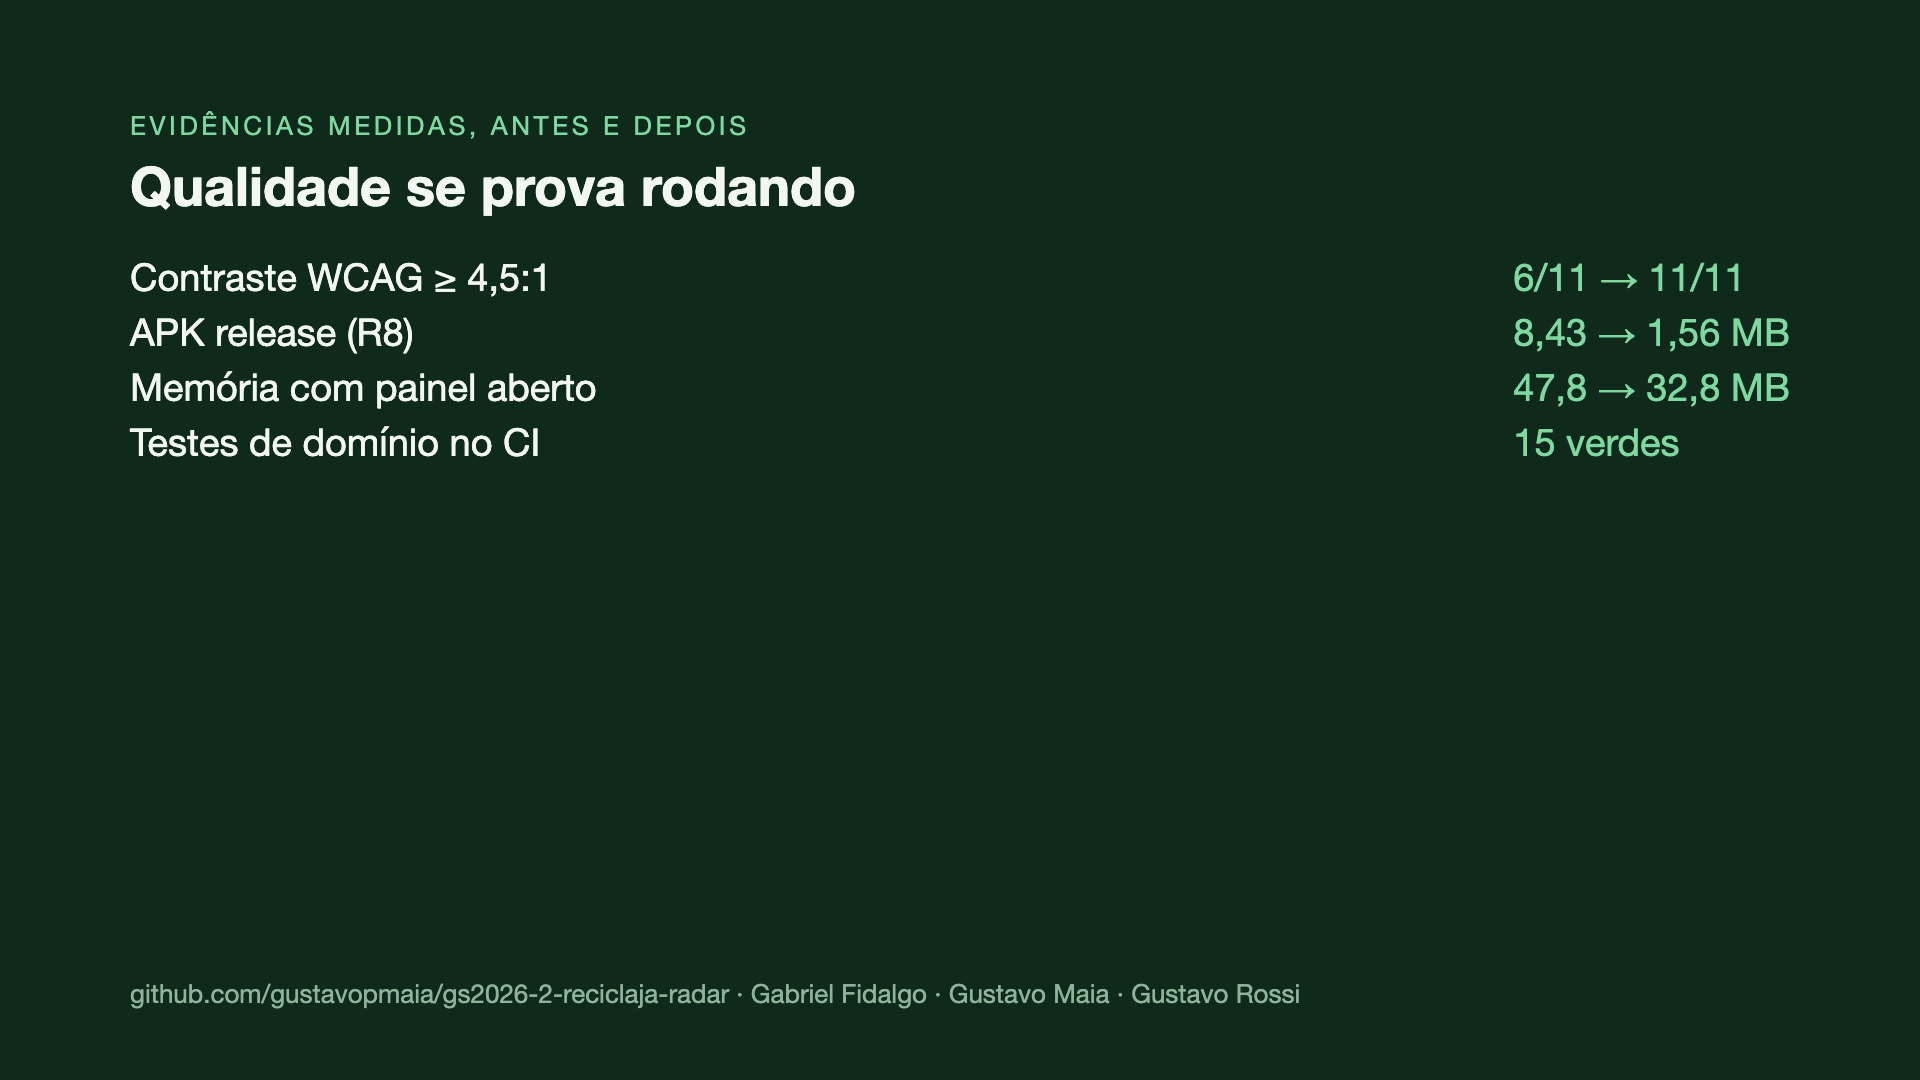 EVIDÊNCIAS MEDIDAS, ANTES E DEPOIS
Qualidade se prova rodando
Contraste WCAG ≥ 4,5:1 6/11 → 11/11
APK release (R8) 8,43 → 1,56 MB
Memória com painel aberto 47,8 → 32,8 MB
Testes de domínio no CI 15 verdes
github.com/gustavopmaia/gs2026-2-reciclaja-radar · Gabriel Fidalgo · Gustavo Maia · Gustavo Rossi